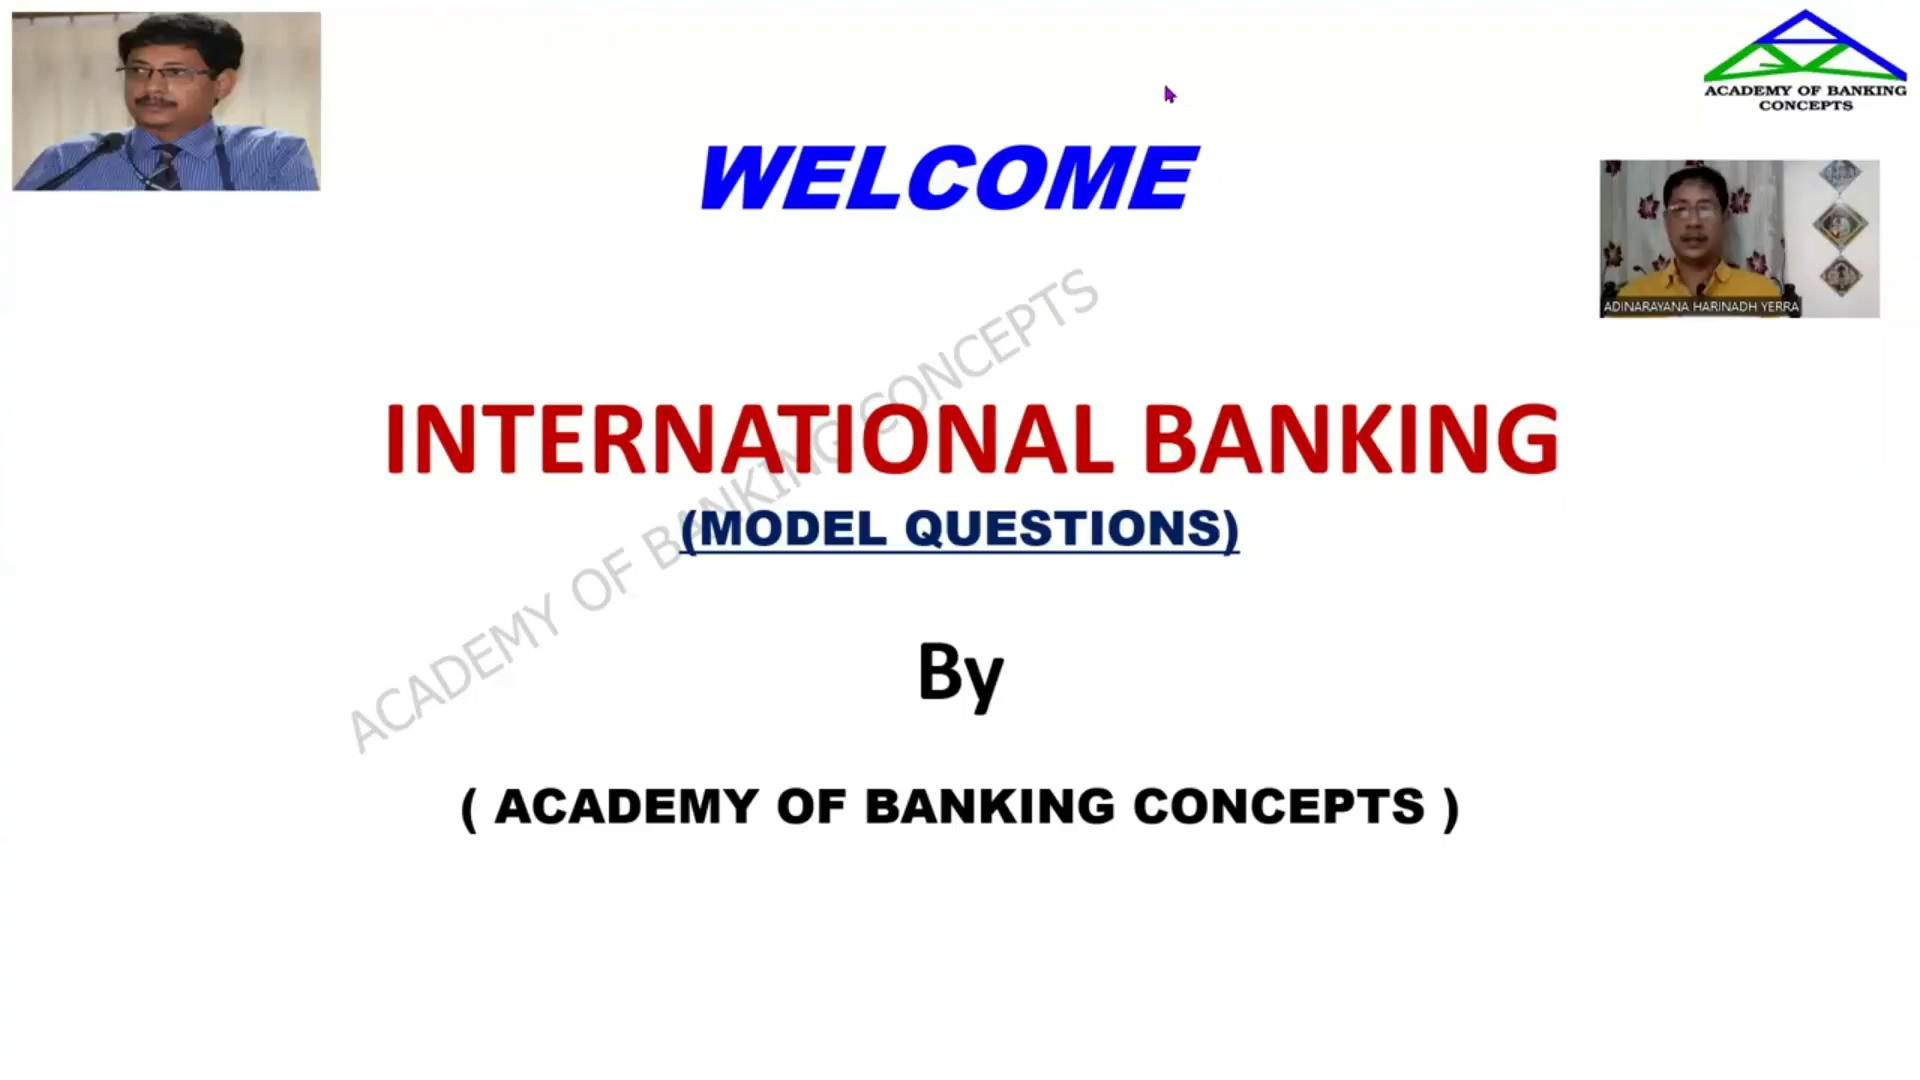 ACADEMY OF BANKING
CONCEPTS
WELCOME
ADINARAYANA HARINADH YERRA
INTERNATIONAL BANKING
(MODEL QUESTIONS)
By
( ACADEMY OF BANKING CONCEPTS )
ACADEMY OF BANKING CONCEPTS